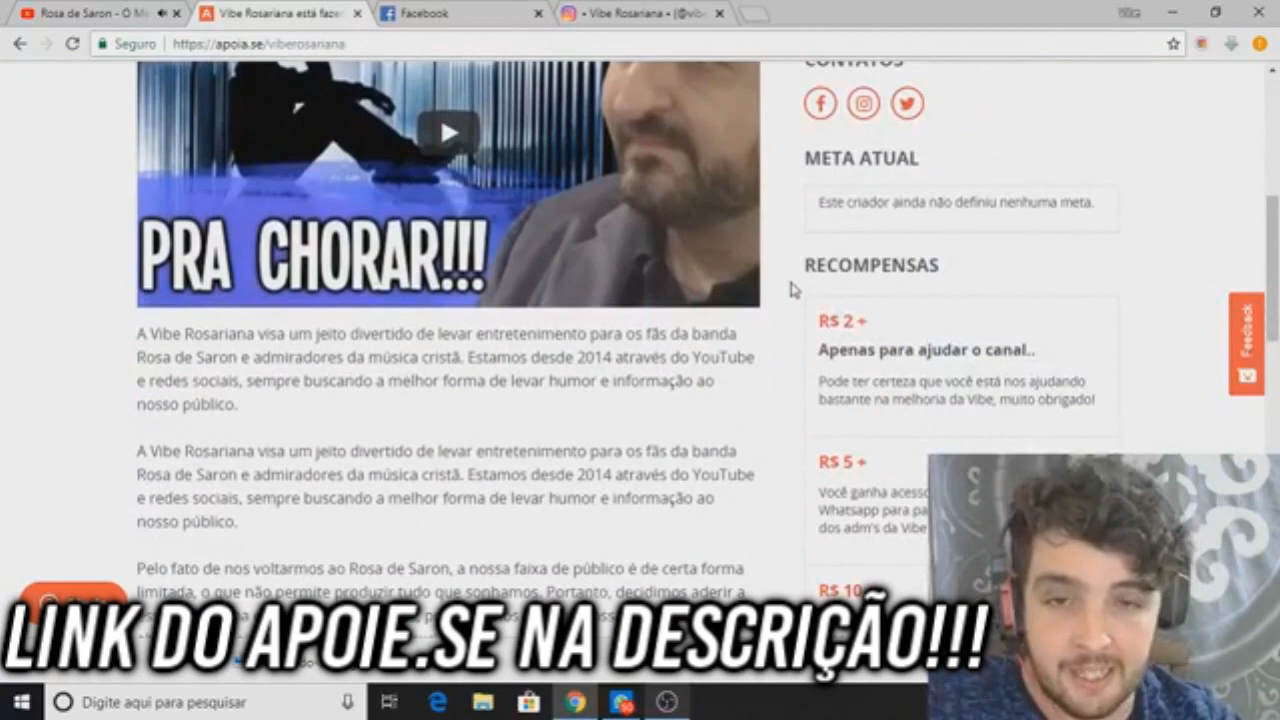 Rosa de Saron - O M
Vibe Rosariana está faze
Facebook
• Vibe Rosariana • (@vib
Seguro
https://apoia.se/viberosariana
CONTATOS
META ATUAL
Este criador ainda não definiu nenhuma meta.
RECOMPENSAS
R$ 2 +
Apenas para ajudar o canal..
Pode ter certeza que você está nos ajudando
bastante na melhoria da Vibe, muito obrigado!
R$ 5 +
Você ganha acesso
Whatsapp para pa
dos adm's da Vibe
R$ 10
Feedback
PRA CHORAR!!!
A Vibe Rosariana visa um jeito divertido de levar entretenimento para os fãs da banda
Rosa de Saron e admiradores da música cristã. Estamos desde 2014 através do YouTube
e redes sociais, sempre buscando a melhor forma de levar humor e informação ao
nosso público.
A Vibe Rosariana visa um jeito divertido de levar entretenimento para os fãs da banda
Rosa de Saron e admiradores da música cristã. Estamos desde 2014 através do YouTube
e redes sociais, sempre buscando a melhor forma de levar humor e informação ao
nosso público.
Pelo fato de nos voltarmos ao Rosa de Saron, a nossa faixa de público é de certa forma
limitada, o que não permite produzir tudo que sonhamos. Portanto, decidimos aderir a
LINK DO APOIE.SE NA DESCRIÇÃO!!!
Digite aqui para pesquisar